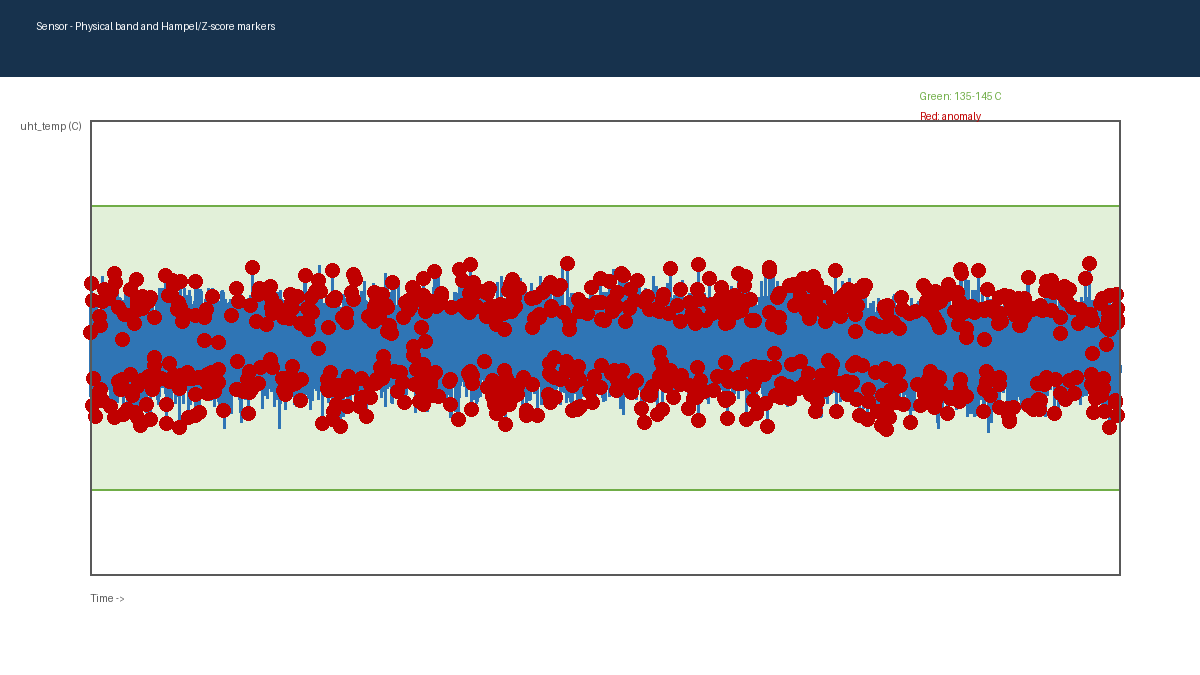 Sensor - Physical band and Hampel/Z-score markers
Green: 135-145 C
Red: anomaly
uht_temp (C)
Time ->